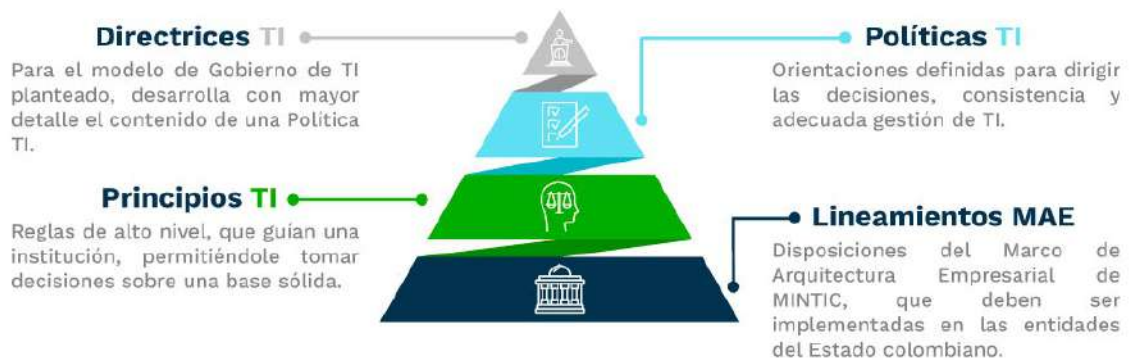 Directrices TI
Para el modelo de Gobierno de TI
planteado, desarrolla con mayor
detalle el contenido de una Política
TI.
Políticas TI
Orientaciones definidas para dirigir
las decisiones, consistencia y
adecuada gestión de TI.
Principios TI
Reglas de alto nivel, que guían una
institución, permitiéndole tomar
decisiones sobre una base sólida.
Lineamientos MAE
Disposiciones del Marco de
Arquitectura Empresarial de
MINTIC, que deben ser
implementadas en las entidades
del Estado colombiano.